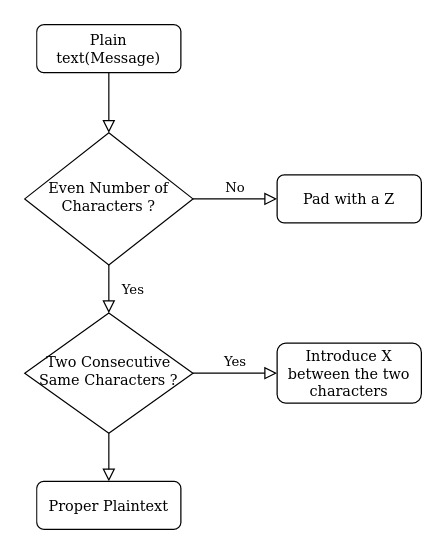 Plain
text(Message)
Even Number of
Characters ?
No
Pad with a Z
Yes
Two Consecutive
Same Characters ?
Yes
Introduce X
between the two
characters
Proper Plaintext